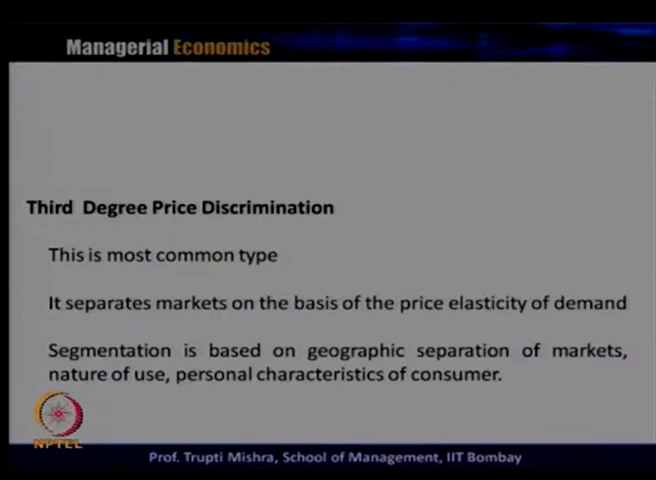 Managerial Economics
Third Degree Price Discrimination
This is most common type
It separates markets on the basis of the price elasticity of demand
Segmentation is based on geographic separation of markets,
nature of use, personal characteristics of consumer.
NPTEL
Prof. Trupti Mishra, School of Management, IIT Bombay